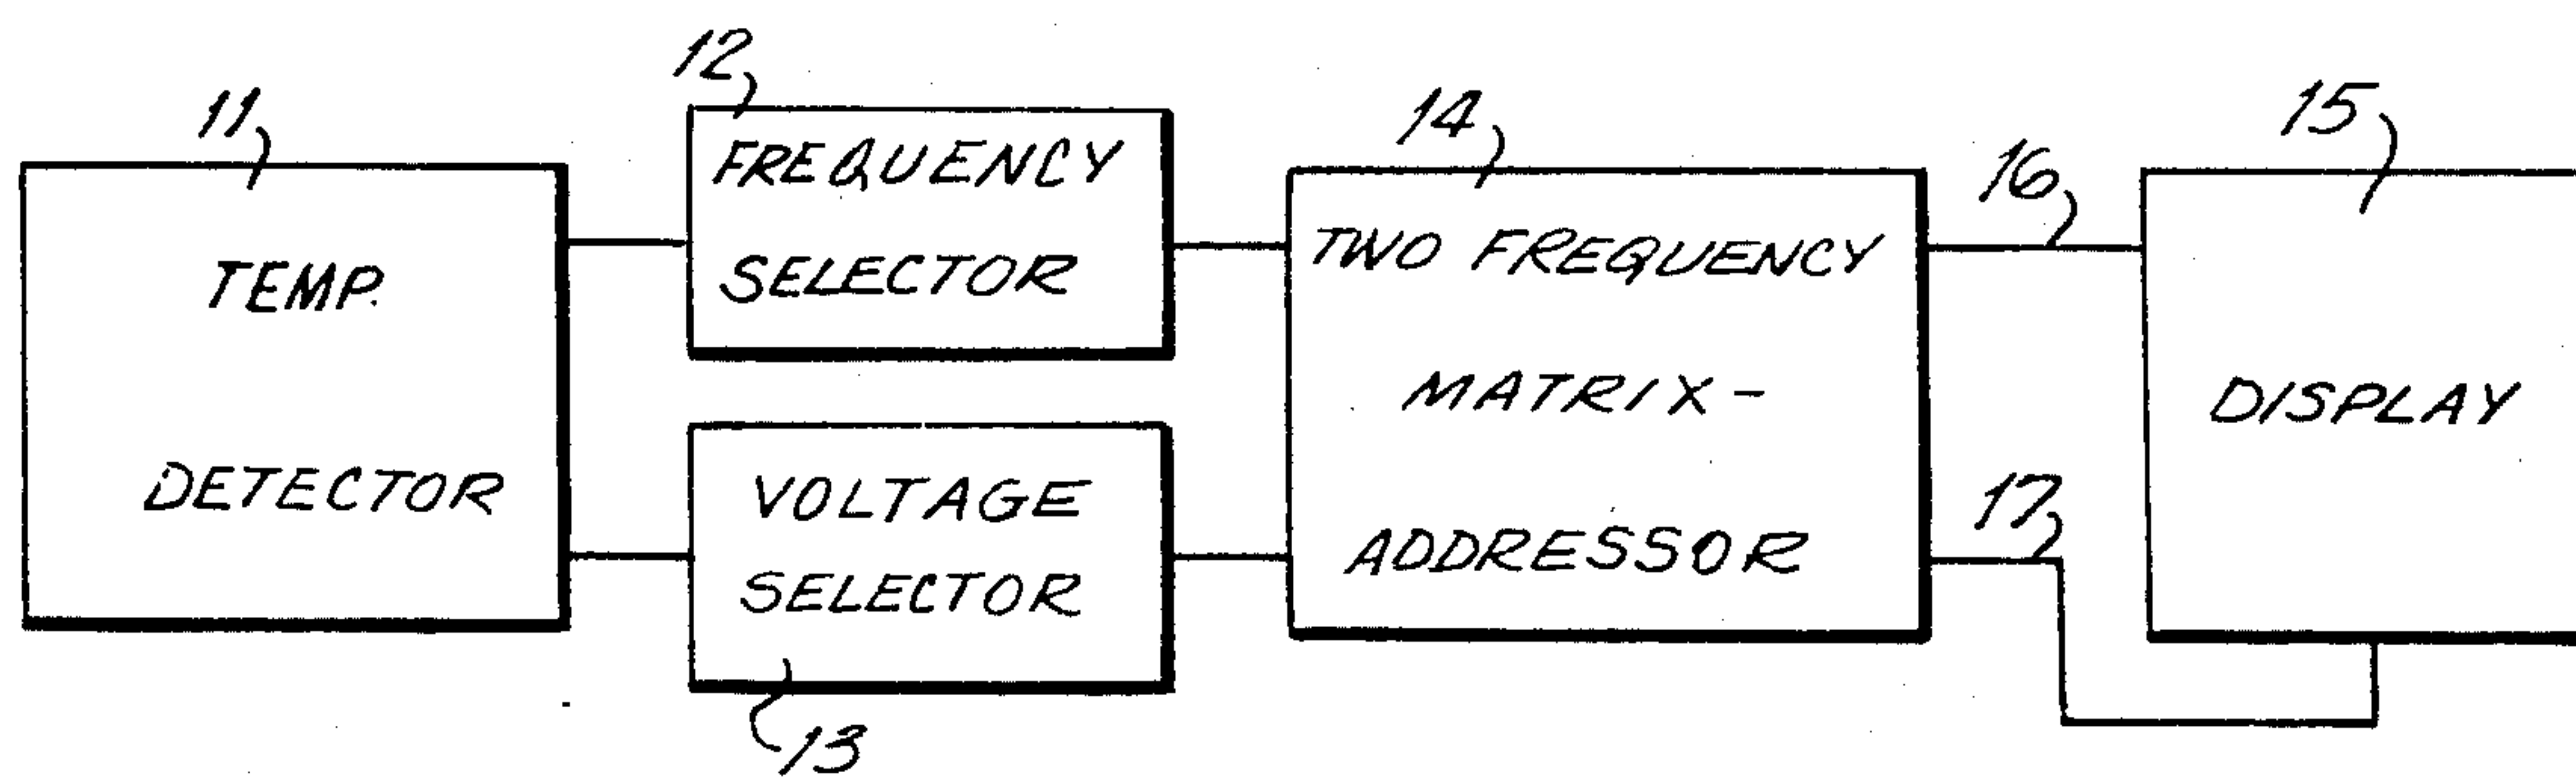 11
TEMP.
DETECTOR
12
FREQUENCY
SELECTOR
VOLTAGE
SELECTOR
13
14
TWO FREQUENCY
MATRIX-
ADDRESSOR
16
17
15
DISPLAY